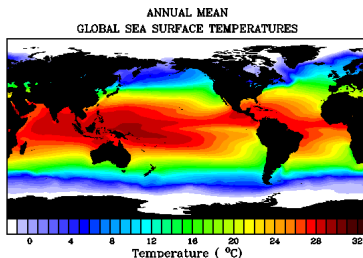 ANNUAL MEAN
GLOBAL SEA SURFACE TEMPERATURES
0 4 8 12 16 20 24 28 32
Temperature ( °C)